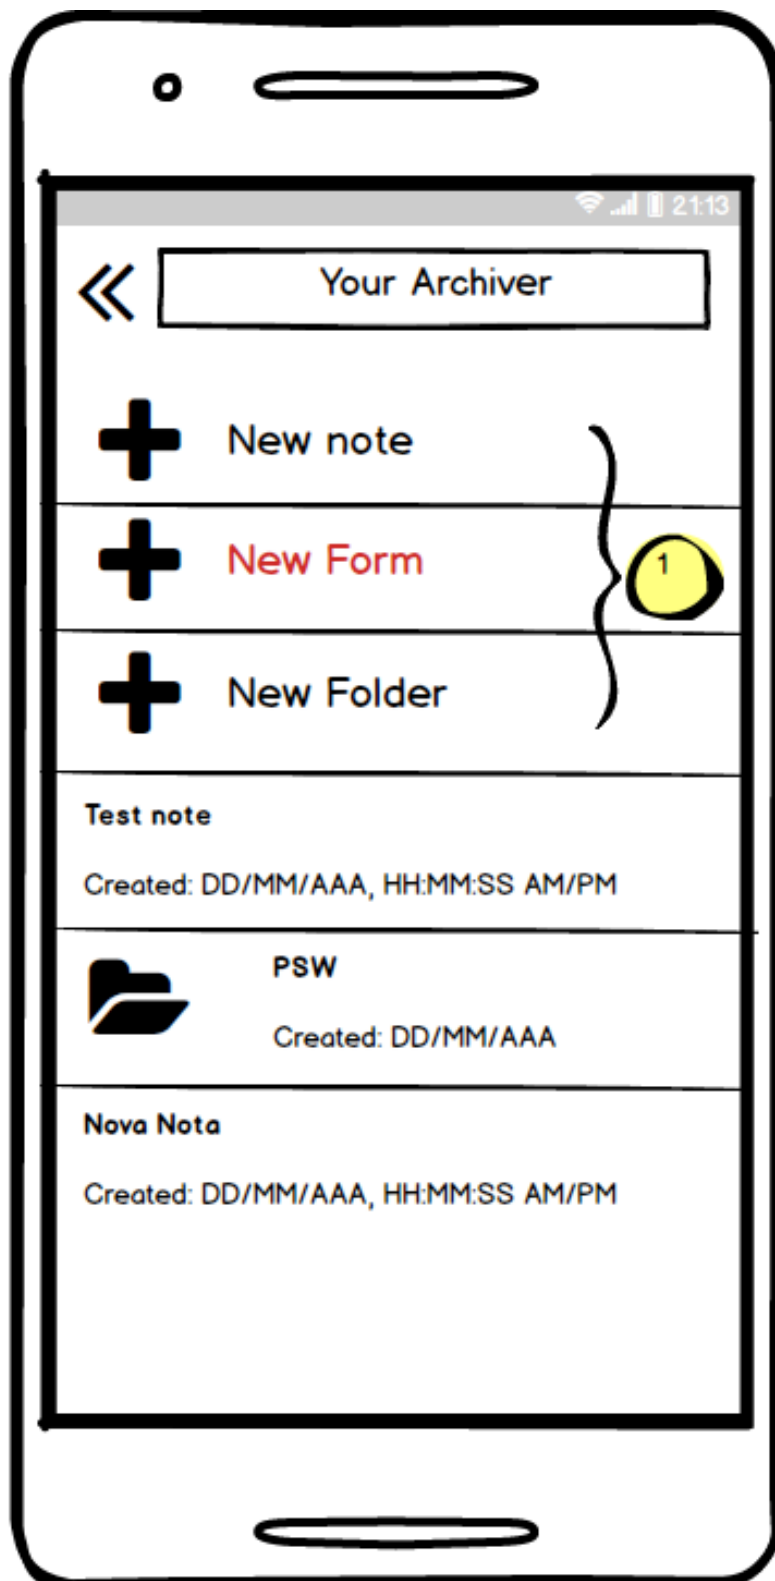 21:13
Your Archiver
New note
New Form
1
New Folder
Test note
Created: DD/MM/AAA, HH:MM:SS AM/PM
PSW
Created: DD/MM/AAA
Nova Nota
Created: DD/MM/AAA, HH:MM:SS AM/PM